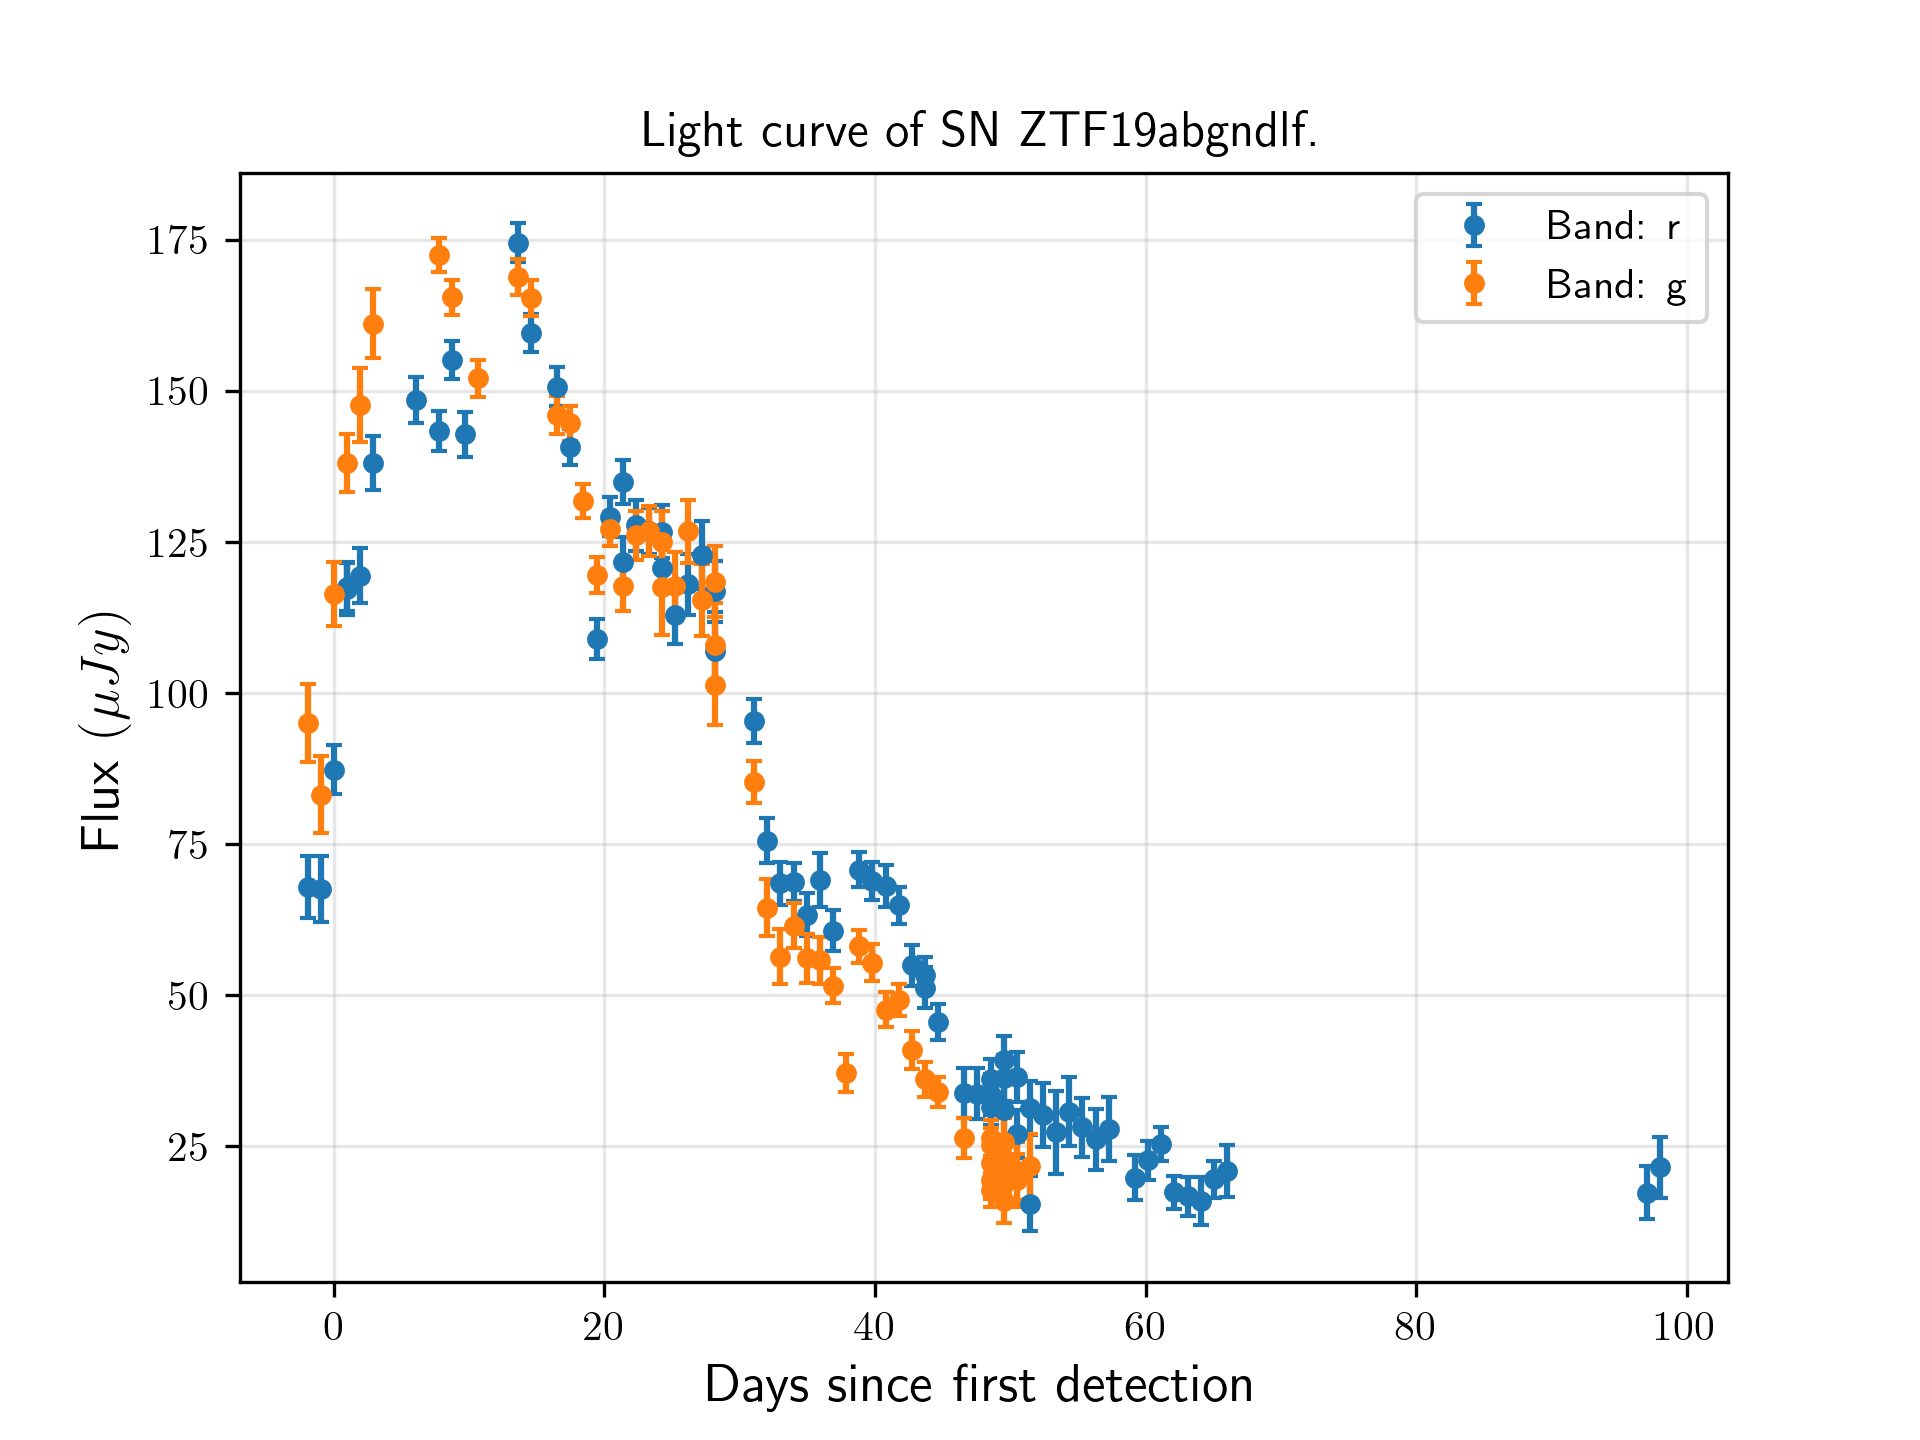 Light curve of SN ZTF19abgndlf.
Band: r
Band: g
Flux (μJy)
175
150
125
100
75
50
25
0 20 40 60 80 100
Days since first detection